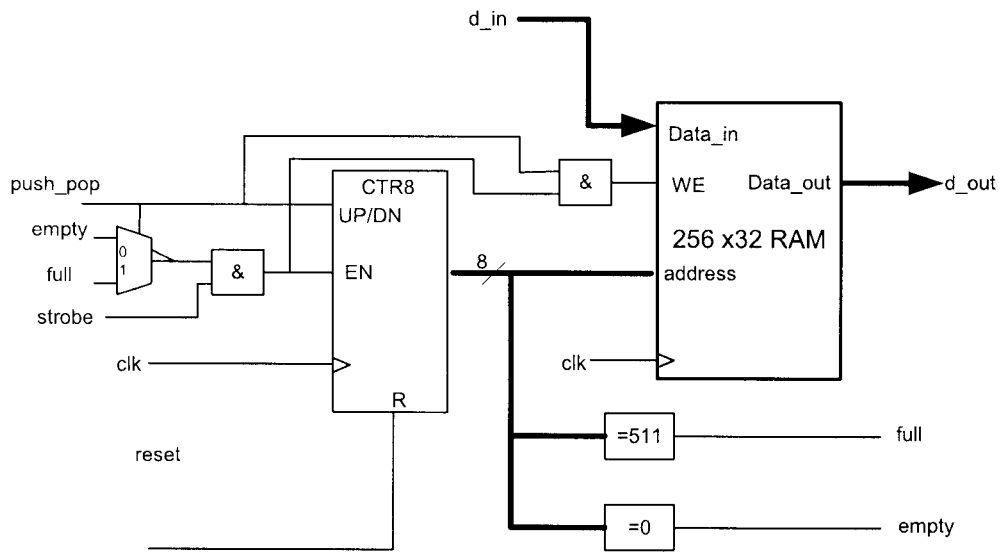 d_in
Data_in
push_pop
CTR8
&
WE
Data_out
d_out
UP/DN
empty
0
256 x32 RAM
full
1
&
EN
8
address
strobe
clk
clk
R
=511
full
reset
=0
empty